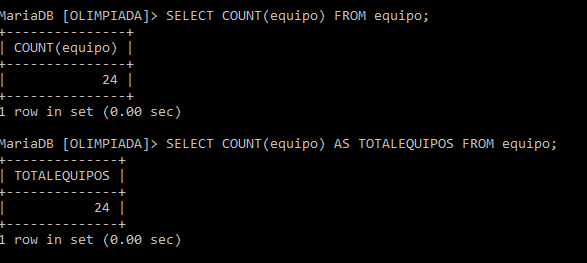 MariaDB [OLIMPIADA]> SELECT COUNT(equipo) FROM equipo;
+---------------+
| COUNT(equipo) |
+---------------+
|            24 |
+---------------+
1 row in set (0.00 sec)
MariaDB [OLIMPIADA]> SELECT COUNT(equipo) AS TOTALEQUIPOS FROM equipo;
+--------------+
| TOTALEQUIPOS |
+--------------+
|           24 |
+--------------+
1 row in set (0.00 sec)